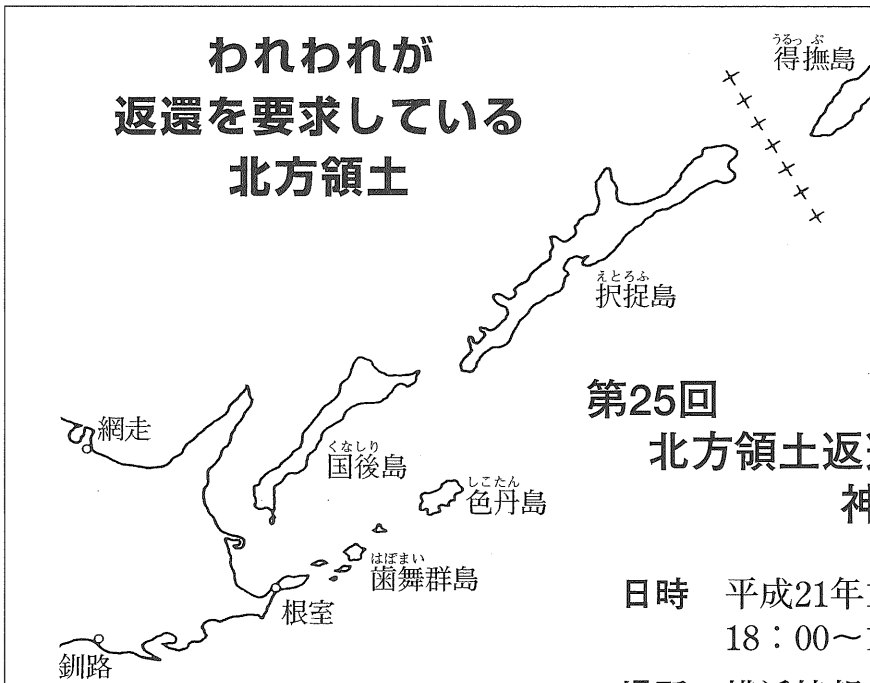 われわれが
返還を要求している
北方領土
うるっぷ
得撫島
えとろふ
択捉島
第25回
北方領土返
神
網走
くなしり
国後島
しこたん
色丹島
はぼまい
歯舞群島
根室
釧路
日時 平成21年
18：00～